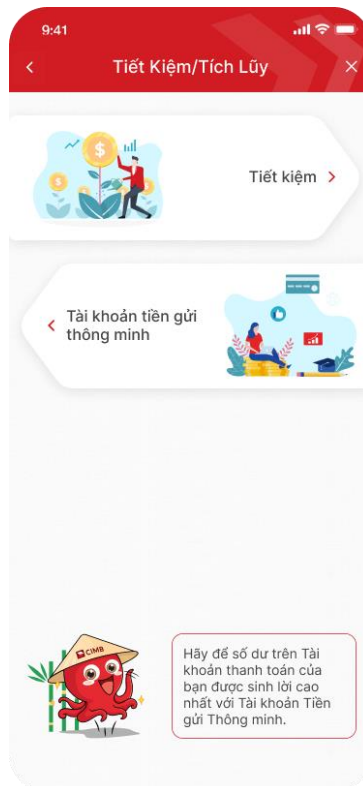 9:41
Tiết Kiệm/Tích Lũy
$
$
$
Tiết kiệm
Tài khoản tiền gửi
thông minh
CIMB
Hãy để số dư trên Tài
khoản thanh toán của
bạn được sinh lời cao
nhất với Tài khoản Tiền
gửi Thông minh.